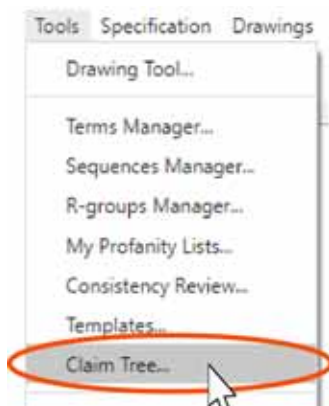 Tools Specification Drawings
Drawing Tool...
Terms Manager...
Sequences Manager...
R-groups Manager...
My Profanity Lists...
Consistency Review...
Templates...
Claim Tree...